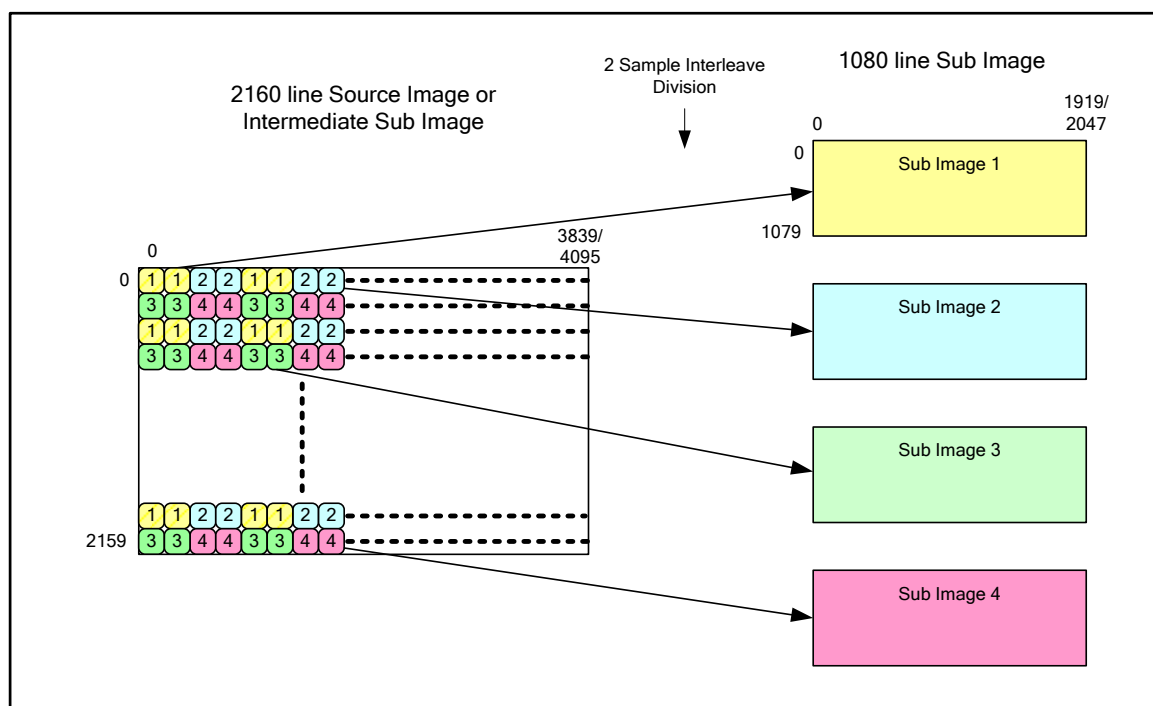 2160 line Source Image or
Intermediate Sub Image
2 Sample Interleave
Division
1080 line Sub Image
0
1919/
2047
0
1079
Sub Image 1
Sub Image 2
Sub Image 3
Sub Image 4
0
3839/
4095
0
1 1 2 2 1 1 2 2
3 3 4 4 3 3 4 4
1 1 2 2 1 1 2 2
3 3 4 4 3 3 4 4
1 1 2 2 1 1 2 2
2159
3 3 4 4 3 3 4 4